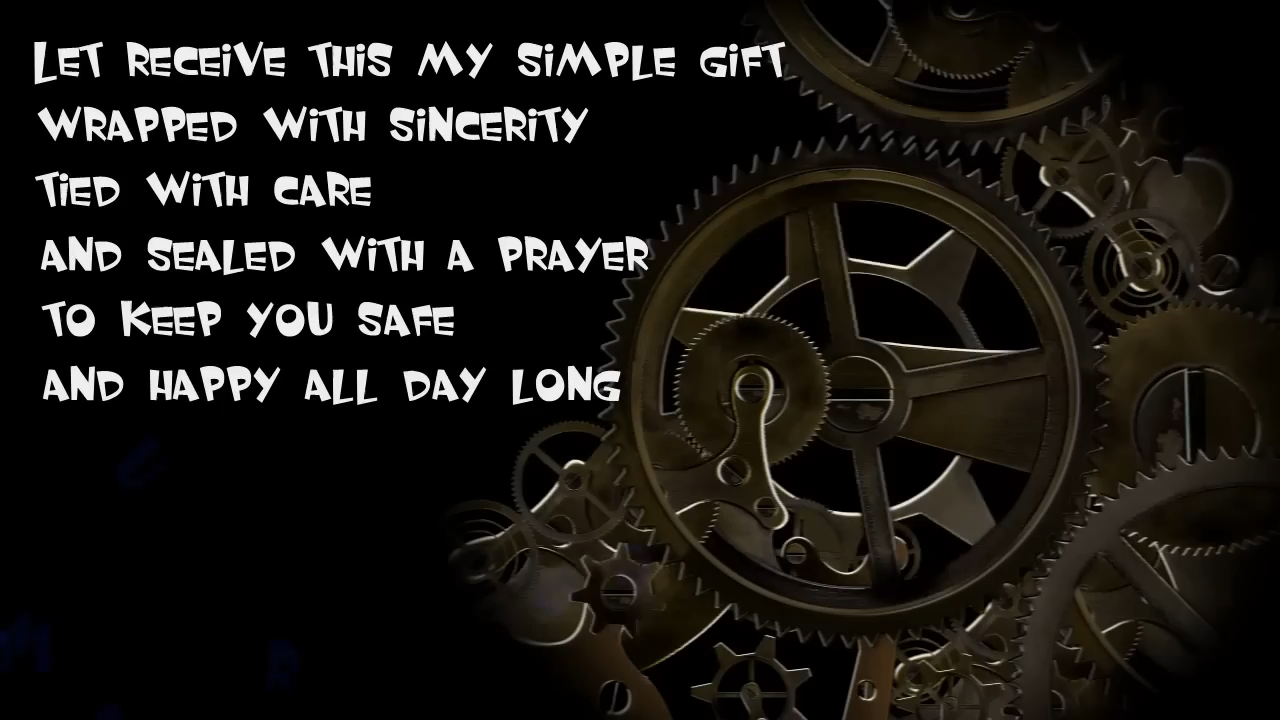 LET RECEiVE THiS MY SiMPLE GiFT
WRAPPED WiTH SiNCERiTY
TiED WiTH CARE
AND SEALED WiTH A PRAYER
TO KEEP YOU SAFE
AND HAPPY ALL DAY LONG